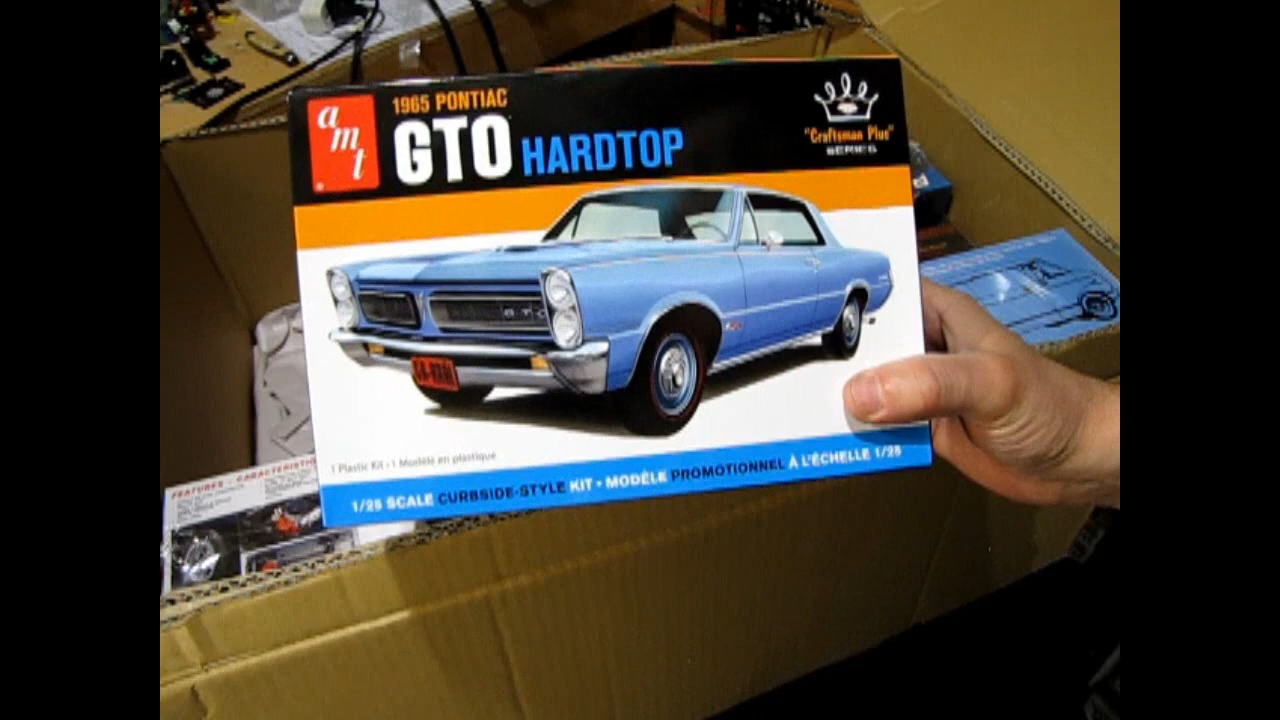 amt
1965 PONTIAC
GTO HARDTOP
"Craftsman Plus"
SERIES
GTO
1 Plastic Kit • 1 Modèle en plastique
1/25 SCALE CURBSIDE-STYLE KIT • MODÈLE PROMOTIONNEL À L'ÉCHELLE 1/25
FEATURES - CARACTERISTI